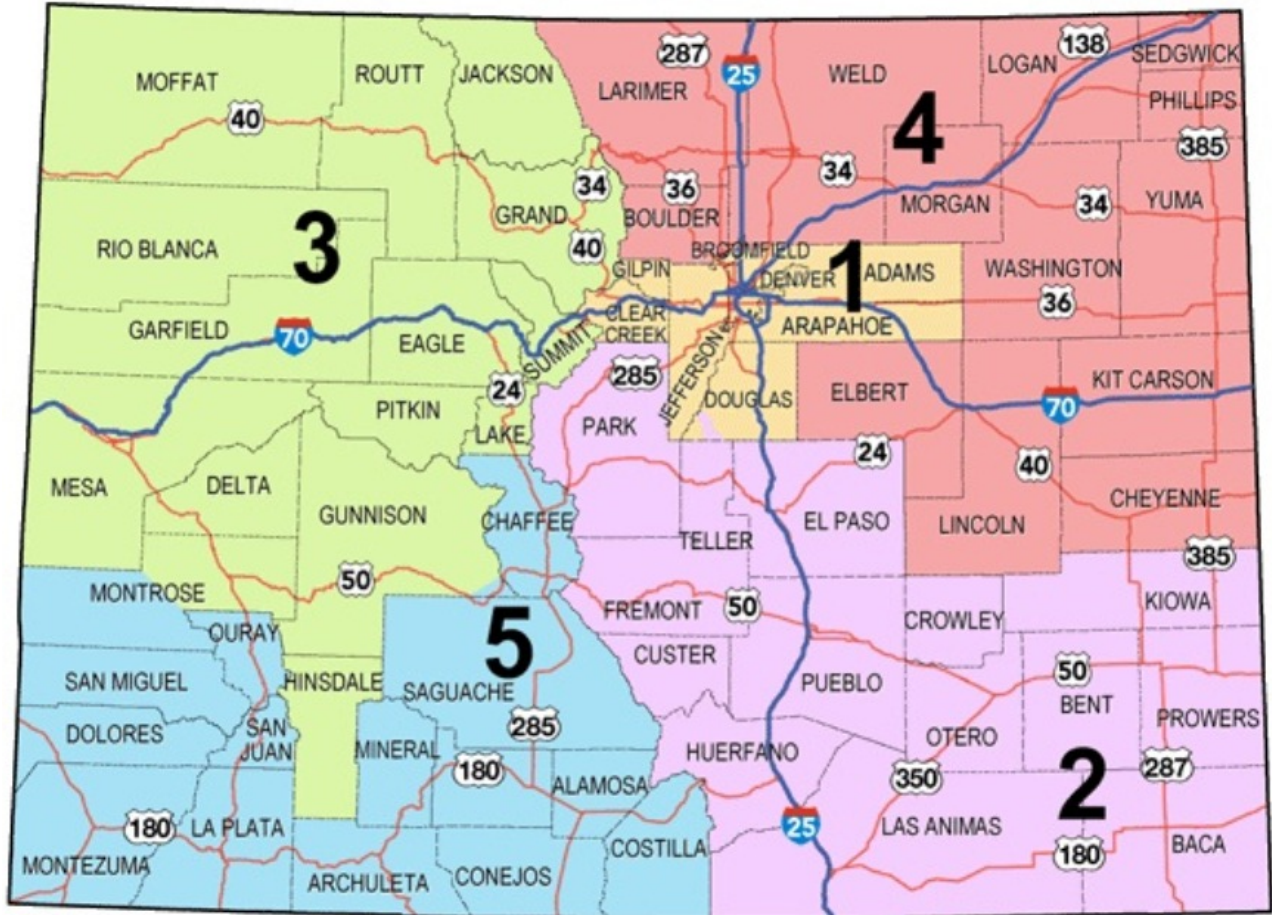 287
25
138
SEDGWICK
MOFFAT
ROUTT
JACKSON
LARIMER
WELD
LOGAN
PHILLIPS
40
4
385
34
36
34
34
YUMA
RIO BLANCA
3
GRAND
BOULDER
MORGAN
40
BROOMFIELD
GILPIN
DENVER
1
ADAMS
WASHINGTON
36
GARFIELD
70
EAGLE
SUMMIT
CLEAR
CREEK
ARAPAHOE
24
285
JEFFERSON
DOUGLAS
ELBERT
70
KIT CARSON
PITKIN
LAKE
PARK
24
40
MESA
DELTA
GUNNISON
CHAFFEE
EL PASO
LINCOLN
CHEYENNE
TELLER
385
MONTROSE
50
FREMONT
50
CROWLEY
KIOWA
OURAY
5
CUSTER
SAN MIGUEL
HINSDALE
SAGUACHE
PUEBLO
50
BENT
PROWERS
DOLORES
SAN
JUAN
MINERAL
285
HUERFANO
OTERO
180
ALAMOSA
350
2
287
180
LA PLATA
COSTILLA
25
LAS ANIMAS
180
BACA
MONTEZUMA
ARCHULETA
CONEJOS